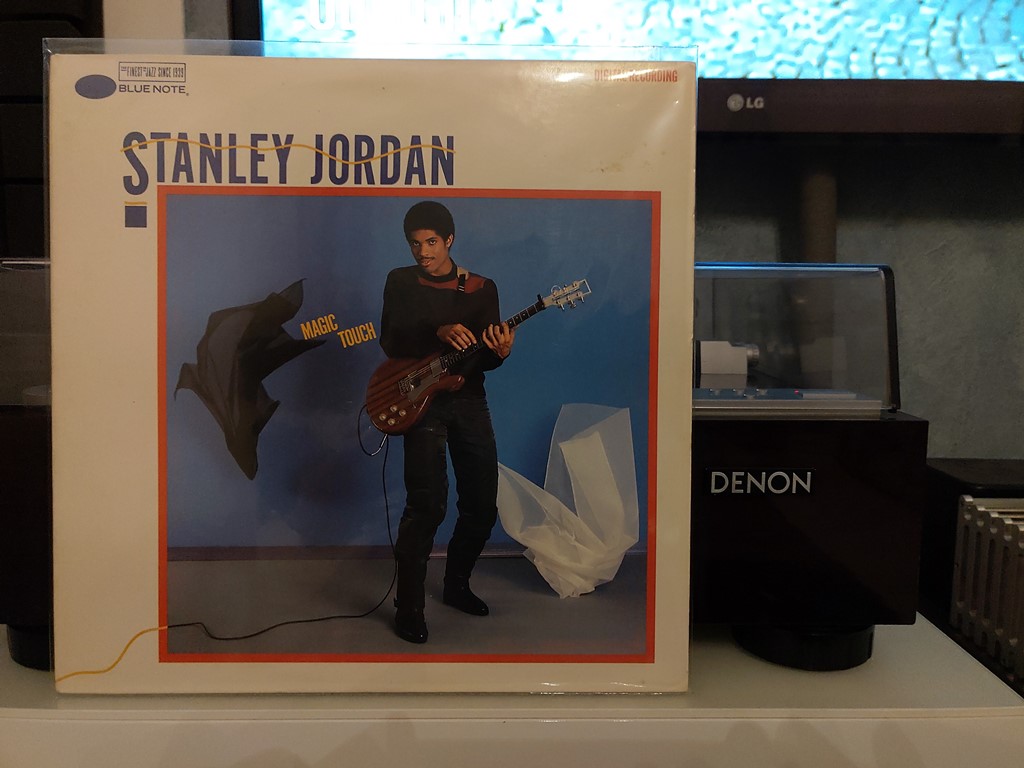 THE FINEST IN JAZZ SINCE 1939
BLUE NOTE
DIGITAL RECORDING
LG
STANLEY JORDAN
MAGIC
TOUCH
DENON